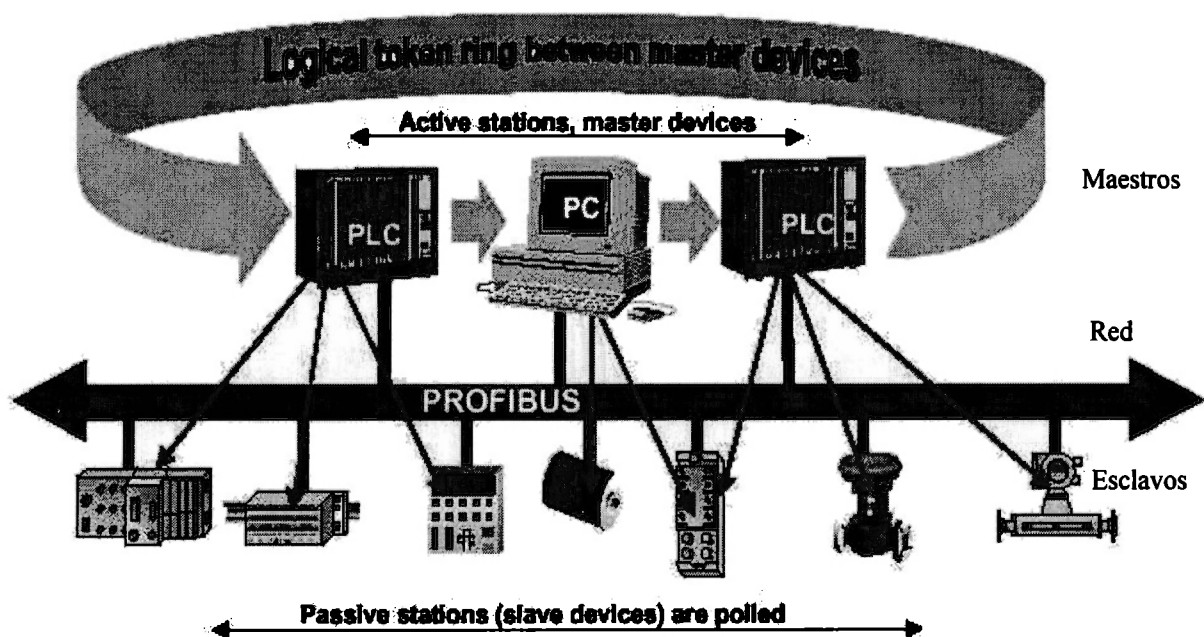 Logical token ring between master devices
Active stations, master devices
Maestros
PLC
PC
PLC
Red
PROFIBUS
Esclavos
Passive stations (slave devices) are polled